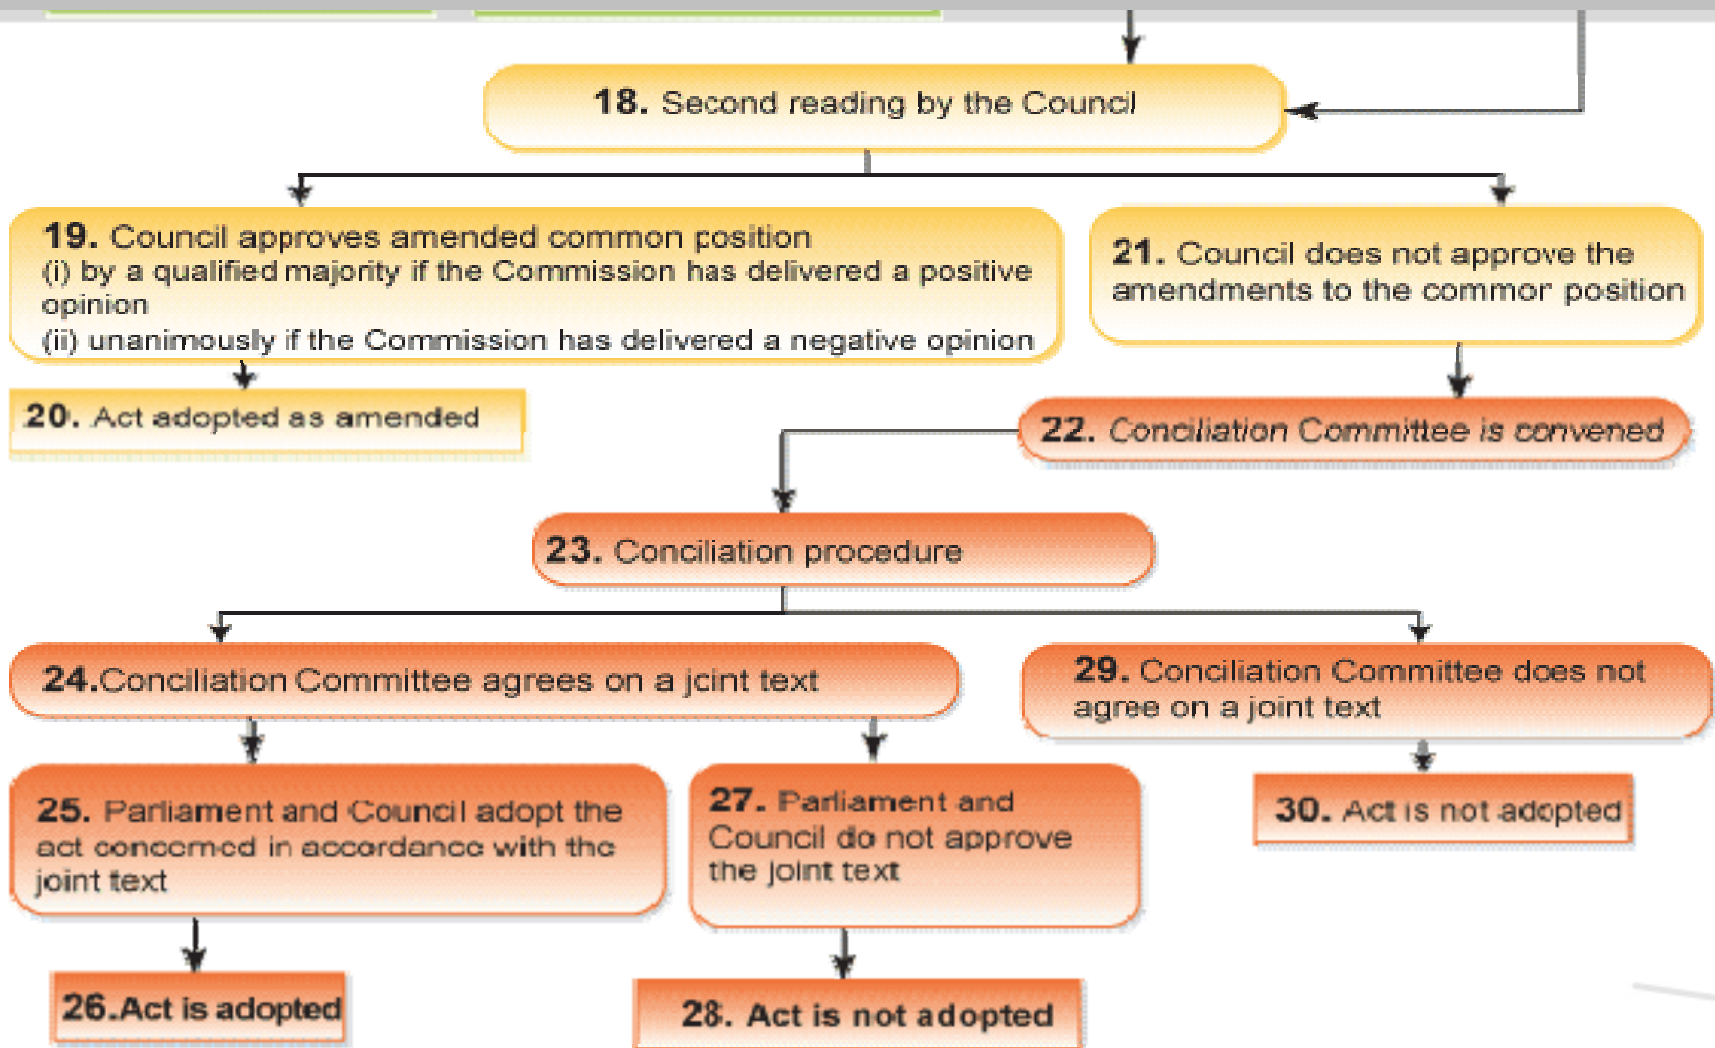 18. Second reading by the Council
19. Council approves amended common position
(i) by a qualified majority if the Commission has delivered a positive
opinion
(ii) unanimously if the Commission has delivered a negative opinion
21. Council does not approve the
amendments to the common position
20. Act adopted as amended
22. Conciliation Committee is convened
23. Conciliation procedure
24.Conciliation Committee agrees on a joint text
29. Conciliation Committee does not
agree on a joint text
25. Parliament and Council adopt the
act concerned in accordance with the
joint text
27. Parliament and
Council do not approve
the joint text
30. Act is not adopted
26.Act is adopted
28. Act is not adopted